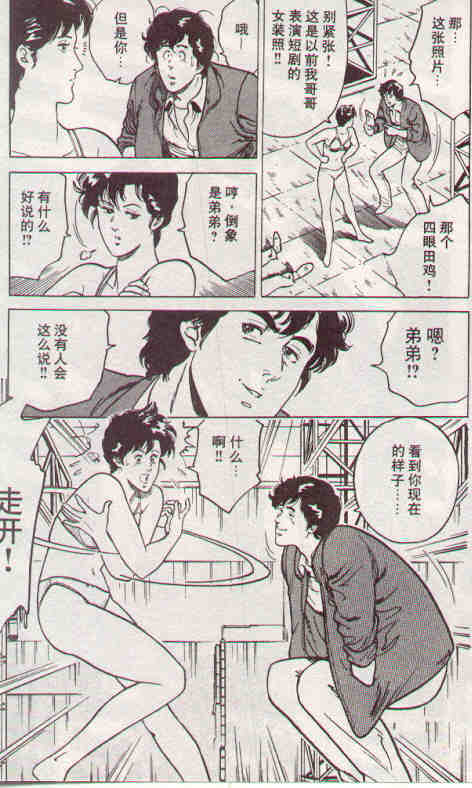 那…
这张照片…
别紧张！
这是以前我哥哥
表演短剧的
女装照!!
那个
四眼田鸡！
哦—
但是你…
哼·倒象
是弟弟？
有什么
好说的!?
嗯？
弟弟!?
没有人会
这么说!!
看到你现在
的样子……
什么…
啊!!
走开！